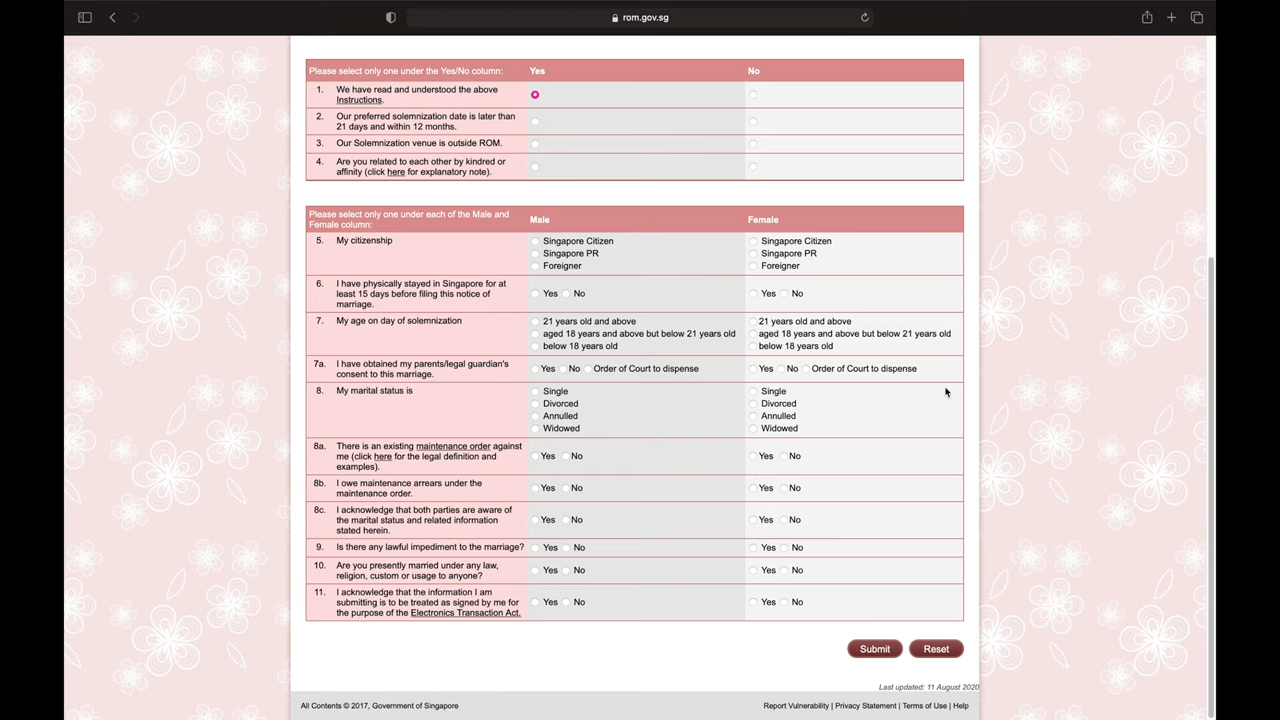 rom.gov.sg
Please select only one under the Yes/No column: Yes No
1. We have read and understood the above
Instructions.
2. Our preferred solemnization date is later than
21 days and within 12 months.
3. Our Solemnization venue is outside ROM.
4. Are you related to each other by kindred or
affinity (click here for explanatory note).
Please select only one under each of the Male and
Female column:
Male Female
5. My citizenship
Singapore Citizen Singapore Citizen
Singapore PR Singapore PR
Foreigner Foreigner
6. I have physically stayed in Singapore for at
least 15 days before filing this notice of
marriage.
Yes No Yes No
7. My age on day of solemnization
21 years old and above 21 years old and above
aged 18 years and above but below 21 years old aged 18 years and above but below 21 years old
below 18 years old below 18 years old
7a. I have obtained my parents/legal guardian's
consent to this marriage.
Yes No Order of Court to dispense Yes No Order of Court to dispense
8. My marital status is
Single Single
Divorced Divorced
Annulled Annulled
Widowed Widowed
8a. There is an existing maintenance order against
me (click here for the legal definition and
examples).
Yes No Yes No
8b. I owe maintenance arrears under the
maintenance order.
Yes No Yes No
8c. I acknowledge that both parties are aware of
the marital status and related information
stated herein.
Yes No Yes No
9. Is there any lawful impediment to the marriage? Yes No Yes No
10. Are you presently married under any law,
religion, custom or usage to anyone?
Yes No Yes No
11. I acknowledge that the information I am
submitting is to be treated as signed by me for
the purpose of the Electronics Transaction Act.
Yes No Yes No
Submit Reset
Last updated: 11 August 2020
All Contents © 2017, Government of Singapore Report Vulnerability | Privacy Statement | Terms of Use | Help